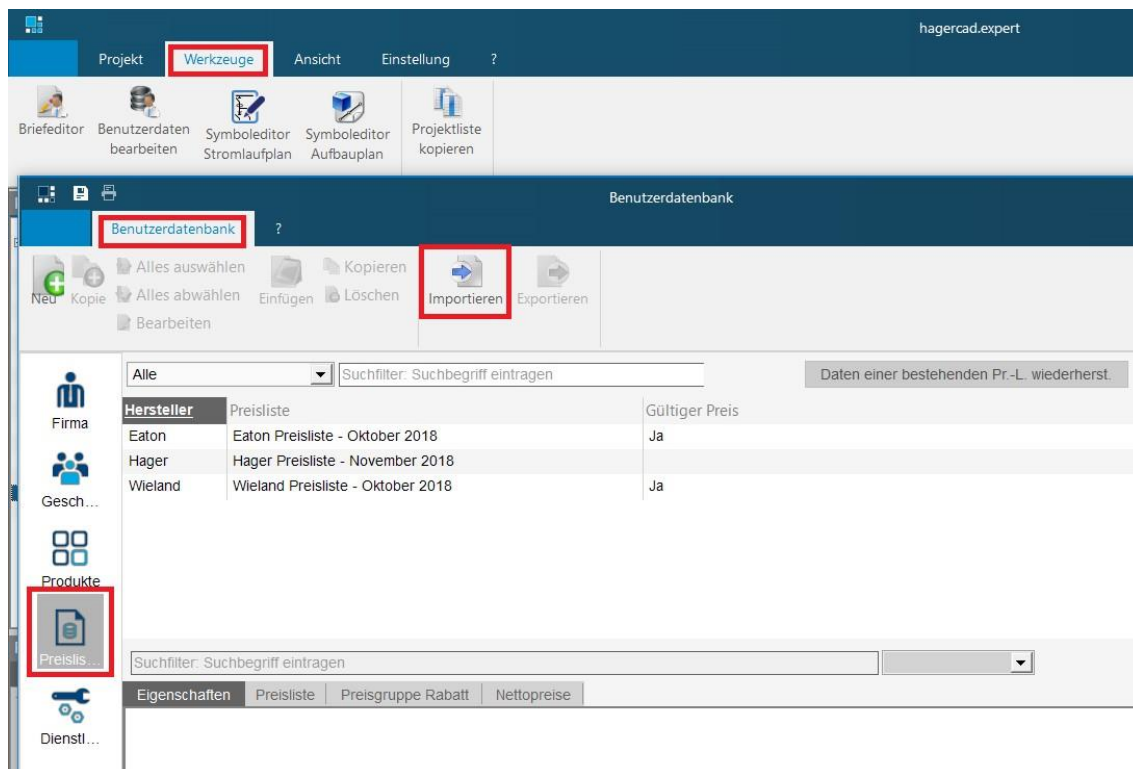 hagercad.expert
Projekt Werkzeuge Ansicht Einstellung ?
Briefeditor Benutzerdaten bearbeiten Symboleditor Stromlaufplan Symboleditor Aufbauplan Projektliste kopieren
Benutzerdatenbank
Benutzerdatenbank ?
Neu Kopie Alles auswählen Alles abwählen Bearbeiten Einfügen Kopieren Löschen Importieren Exportieren
Firma
Gesch...
Produkte
Preislis...
Dienstl...
Alle Suchfilter: Suchbegriff eintragen Daten einer bestehenden Pr.-L. wiederherst.
Hersteller Preisliste Gültiger Preis
Eaton Eaton Preisliste - Oktober 2018 Ja
Hager Hager Preisliste - November 2018
Wieland Wieland Preisliste - Oktober 2018 Ja
Suchfilter: Suchbegriff eintragen
Eigenschaften Preisliste Preisgruppe Rabatt Nettopreise